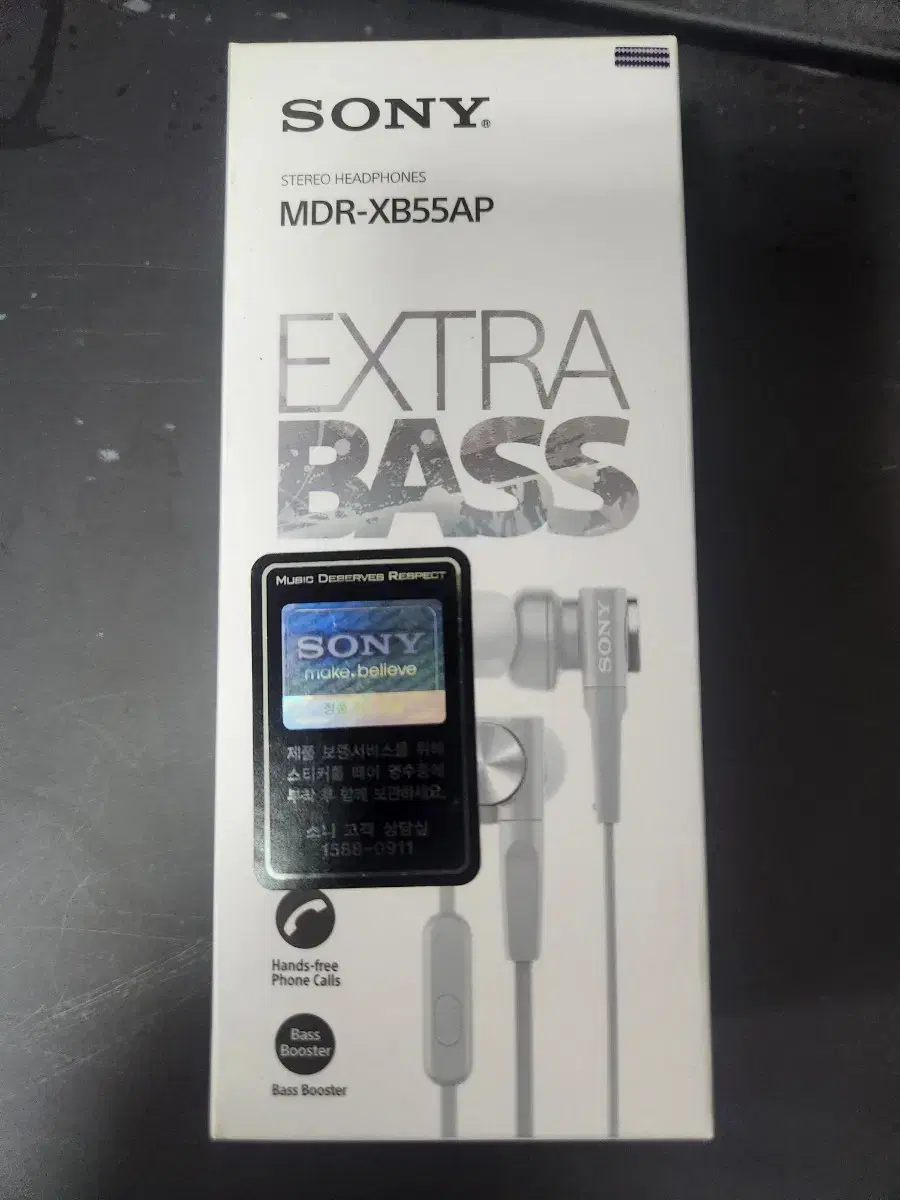 SONY®
STEREO HEADPHONES
MDR-XB55AP
EXTRA
BASS
MUSIC DESERVES RESPECT
SONY
make.believe
정품
제품 보증서비스를 위해
스티커를 떼어 영수증에
부착 후 함께 보관하세요.
소니 고객 상담실
1588-0911
SONY
Hands-free
Phone Calls
Bass
Booster
Bass Booster